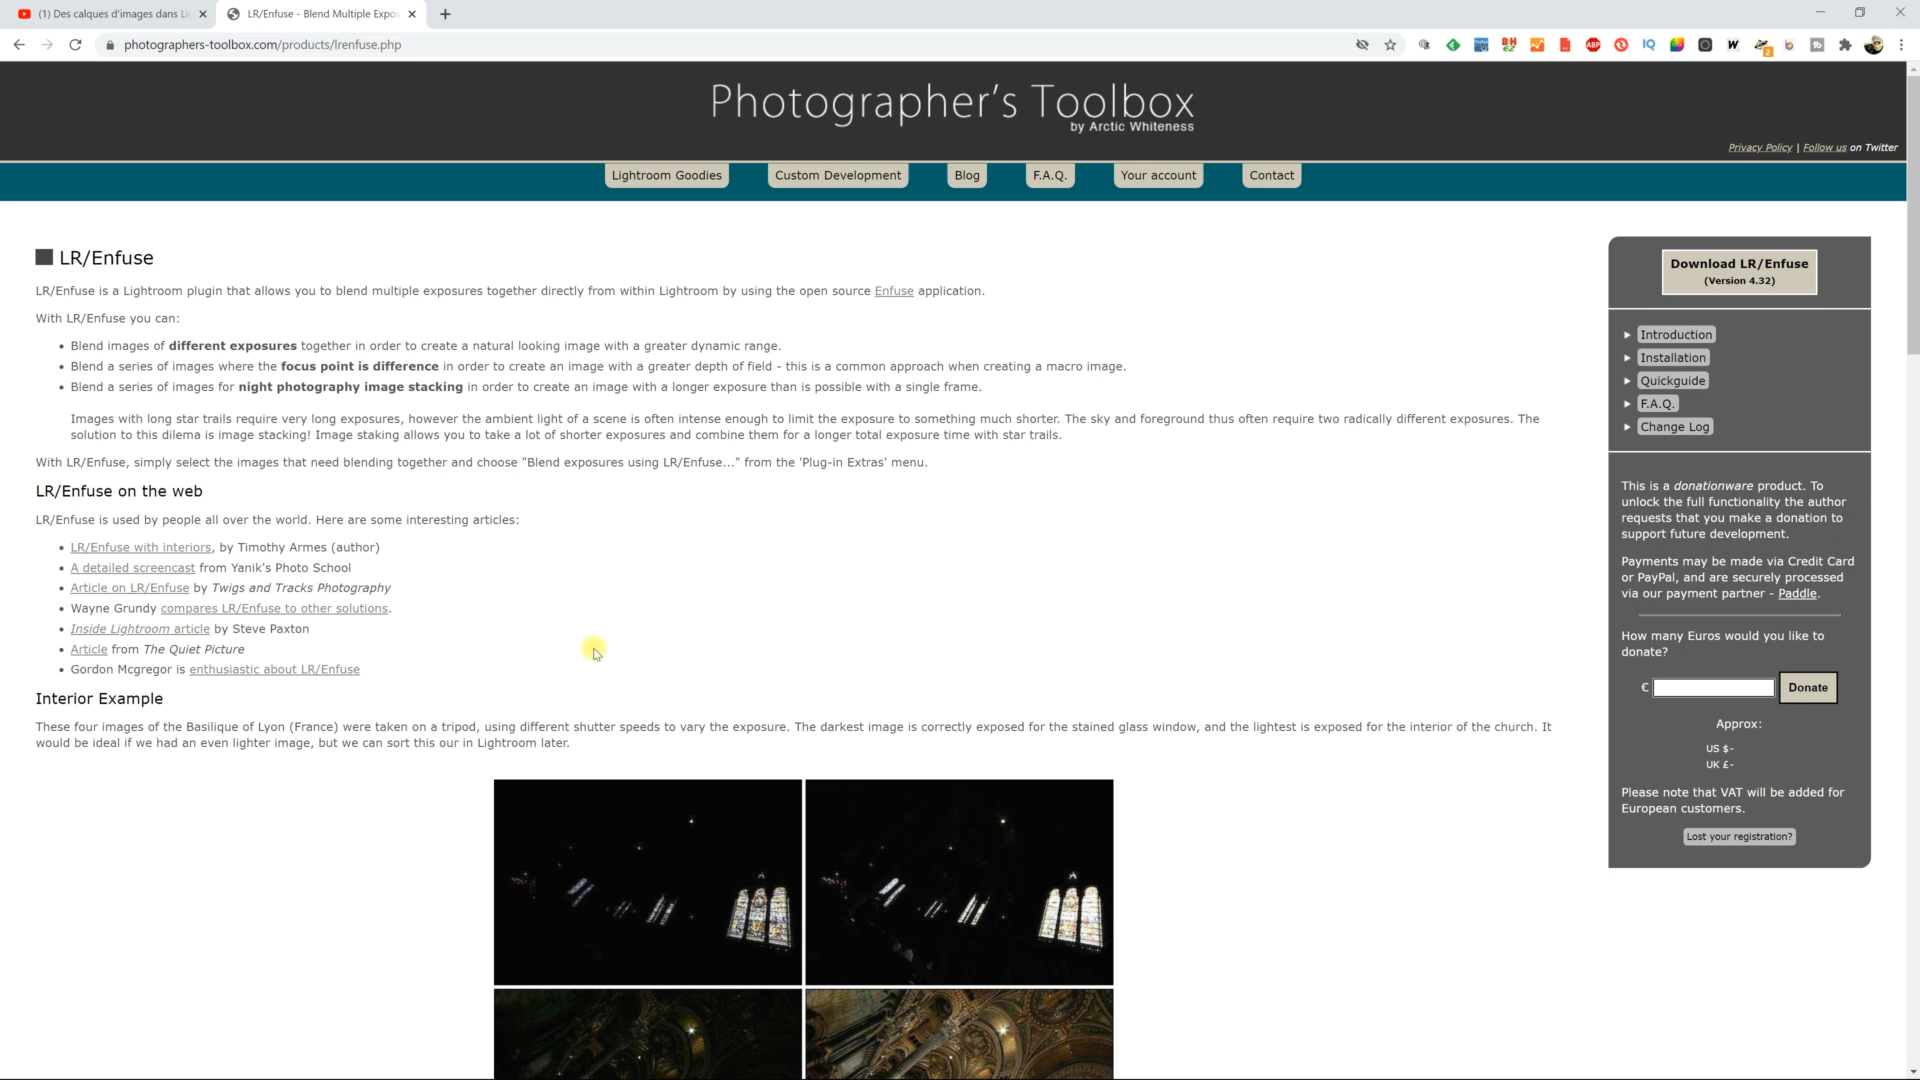 (1) Des calques d'images dans Li
LR/Enfuse - Blend Multiple Expos
photographers-toolbox.com/products/lrenfuse.php
Photographer's Toolbox
by Arctic Whiteness
Privacy Policy | Follow us on Twitter
Lightroom Goodies Custom Development Blog F.A.Q. Your account Contact
LR/Enfuse
LR/Enfuse is a Lightroom plugin that allows you to blend multiple exposures together directly from within Lightroom by using the open source Enfuse application.
With LR/Enfuse you can:
• Blend images of different exposures together in order to create a natural looking image with a greater dynamic range.
• Blend a series of images where the focus point is difference in order to create an image with a greater depth of field - this is a common approach when creating a macro image.
• Blend a series of images for night photography image stacking in order to create an image with a longer exposure than is possible with a single frame.
Images with long star trails require very long exposures, however the ambient light of a scene is often intense enough to limit the exposure to something much shorter. The sky and foreground thus often require two radically different exposures. The
solution to this dilema is image stacking! Image staking allows you to take a lot of shorter exposures and combine them for a longer total exposure time with star trails.
With LR/Enfuse, simply select the images that need blending together and choose "Blend exposures using LR/Enfuse..." from the 'Plug-in Extras' menu.
LR/Enfuse on the web
LR/Enfuse is used by people all over the world. Here are some interesting articles:
• LR/Enfuse with interiors, by Timothy Armes (author)
• A detailed screencast from Yanik's Photo School
• Article on LR/Enfuse by Twigs and Tracks Photography
• Wayne Grundy compares LR/Enfuse to other solutions.
• Inside Lightroom article by Steve Paxton
• Article from The Quiet Picture
• Gordon Mcgregor is enthusiastic about LR/Enfuse
Interior Example
These four images of the Basilique of Lyon (France) were taken on a tripod, using different shutter speeds to vary the exposure. The darkest image is correctly exposed for the stained glass window, and the lightest is exposed for the interior of the church. It
would be ideal if we had an even lighter image, but we can sort this our in Lightroom later.
Download LR/Enfuse
(Version 4.32)
Introduction
Installation
Quickguide
F.A.Q.
Change Log
This is a donationware product. To
unlock the full functionality the author
requests that you make a donation to
support future development.
Payments may be made via Credit Card
or PayPal, and are securely processed
via our payment partner - Paddle.
How many Euros would you like to
donate?
€ Donate
Approx:
US $-
UK £-
Please note that VAT will be added for
European customers.
Lost your registration?